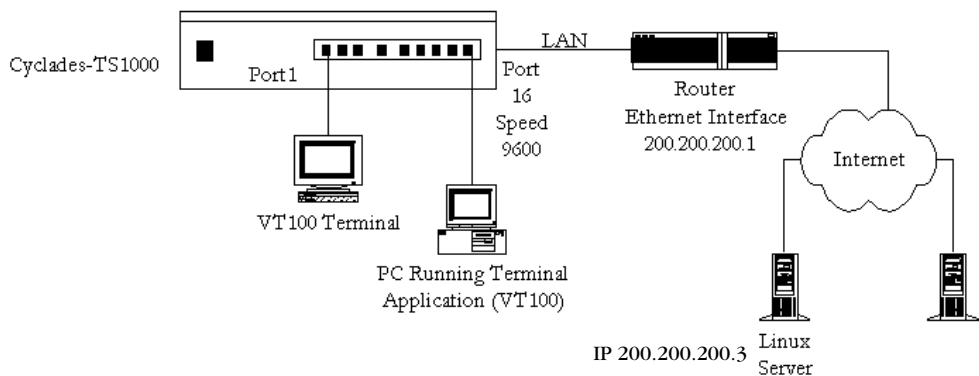 Cyclades-TS1000
Port1
Port
16
Speed
9600
LAN
Router
Ethernet Interface
200.200.200.1
Internet
VT100 Terminal
PC Running Terminal
Application (VT100)
IP 200.200.200.3
Linux
Server